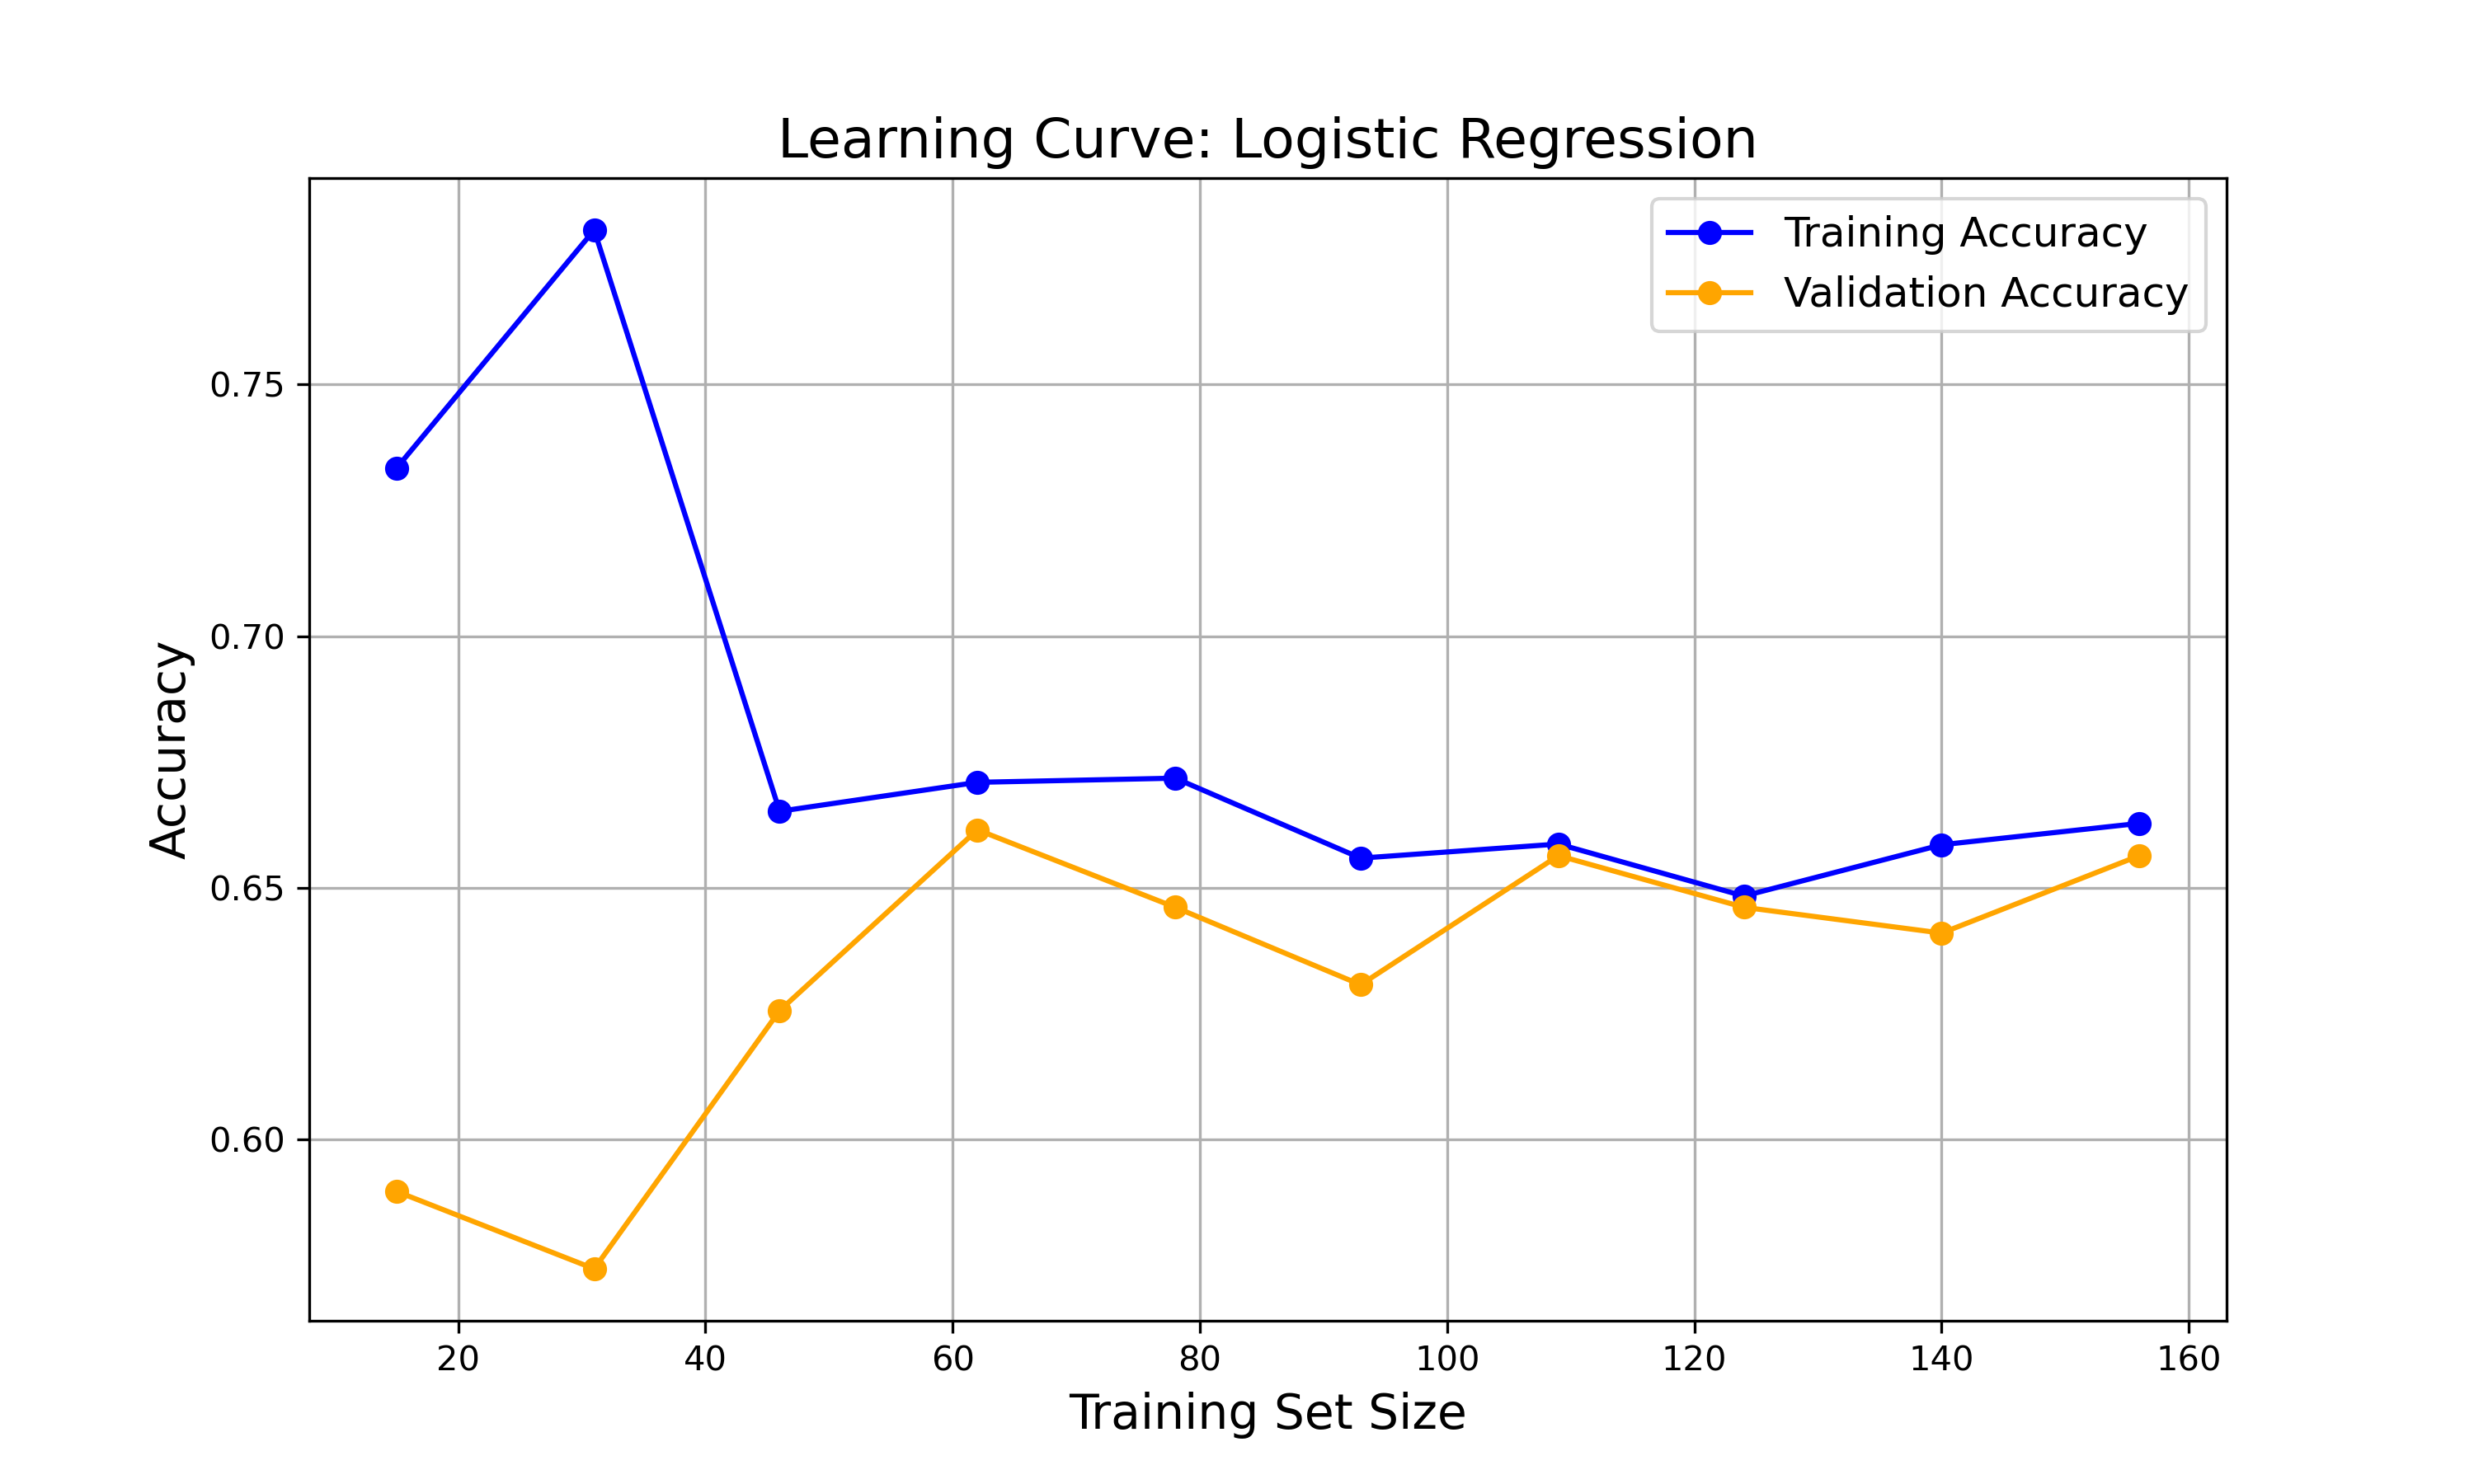 Learning Curve: Logistic Regression
Training Accuracy
Validation Accuracy
Accuracy
0.75
0.70
0.65
0.60
20 40 60 80 100 120 140 160
Training Set Size